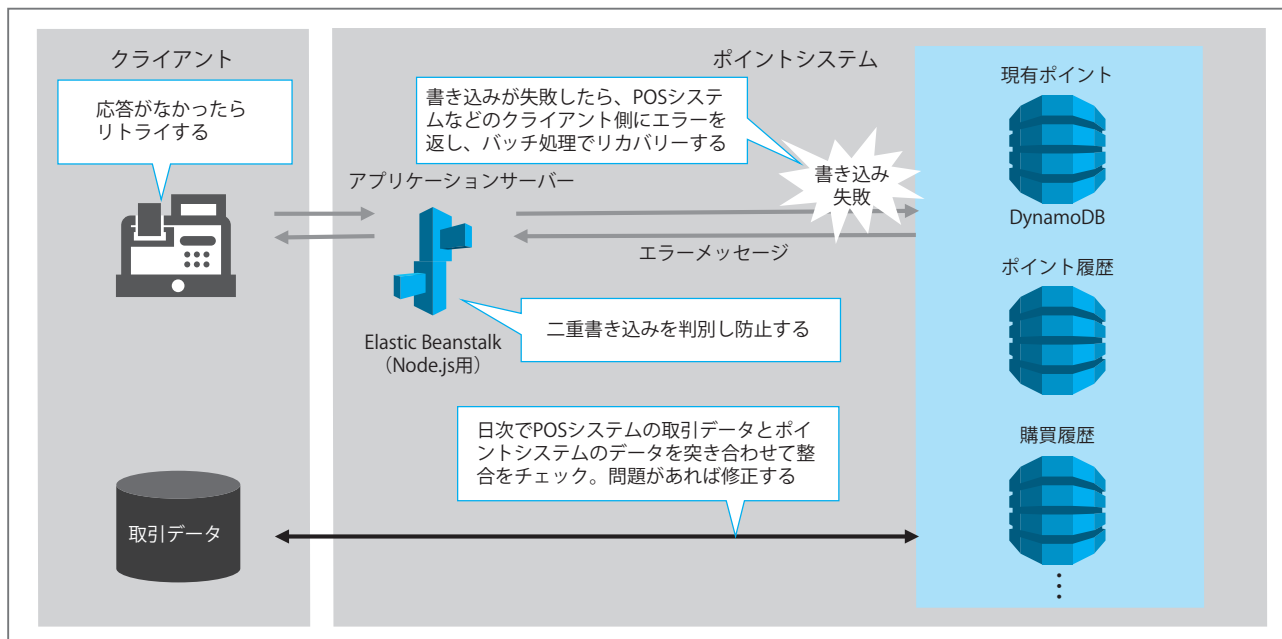 クライアント
応答がなかったら
リトライする
取引データ
ポイントシステム
書き込みが失敗したら、POSシステ
ムなどのクライアント側にエラーを
返し、バッチ処理でリカバリーする
書き込み
失敗
アプリケーションサーバー
エラーメッセージ
Elastic Beanstalk
（Node.js用）
二重書き込みを判別し防止する
日次でPOSシステムの取引データとポイ
ントシステムのデータを突き合わせて整
合をチェック。問題があれば修正する
現有ポイント
DynamoDB
ポイント履歴
購買履歴
⋮